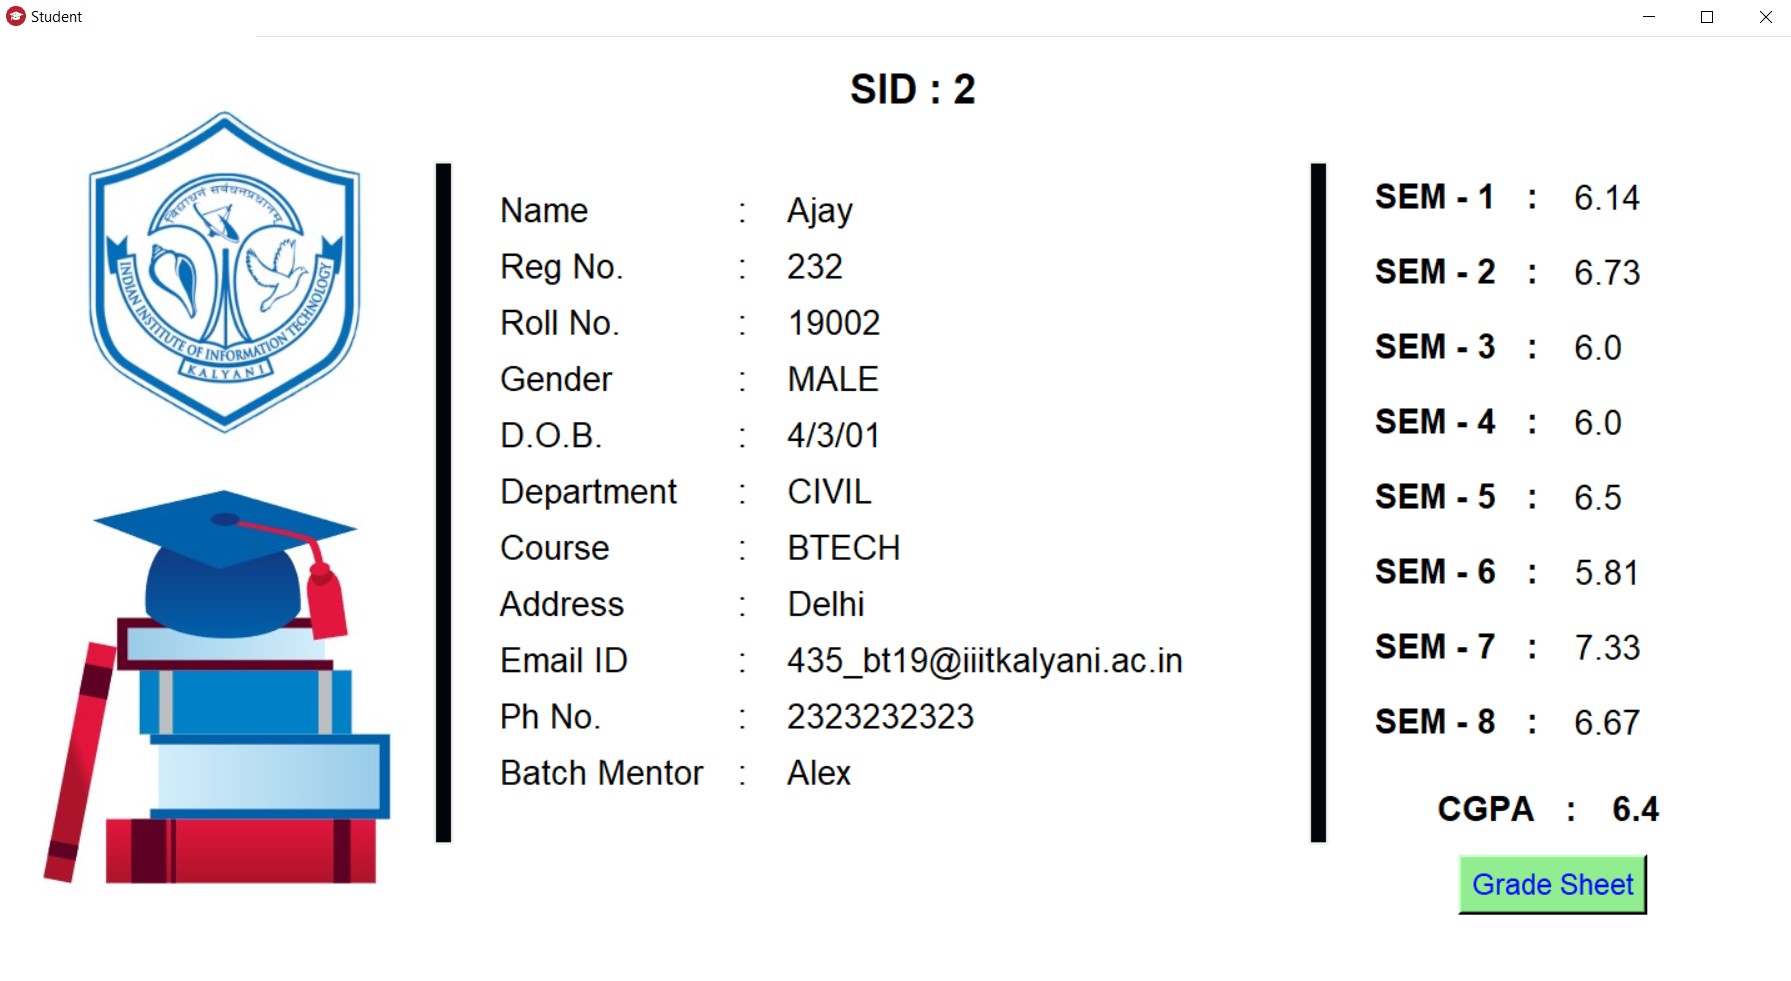 Student
SID : 2
विद्याधनं सर्वधनप्रधानम्
INDIAN INSTITUTE OF INFORMATION TECHNOLOGY
KALYANI
Name : Ajay
Reg No. : 232
Roll No. : 19002
Gender : MALE
D.O.B. : 4/3/01
Department : CIVIL
Course : BTECH
Address : Delhi
Email ID : 435_bt19@iiitkalyani.ac.in
Ph No. : 2323232323
Batch Mentor : Alex
SEM - 1 : 6.14
SEM - 2 : 6.73
SEM - 3 : 6.0
SEM - 4 : 6.0
SEM - 5 : 6.5
SEM - 6 : 5.81
SEM - 7 : 7.33
SEM - 8 : 6.67
CGPA : 6.4
Grade Sheet